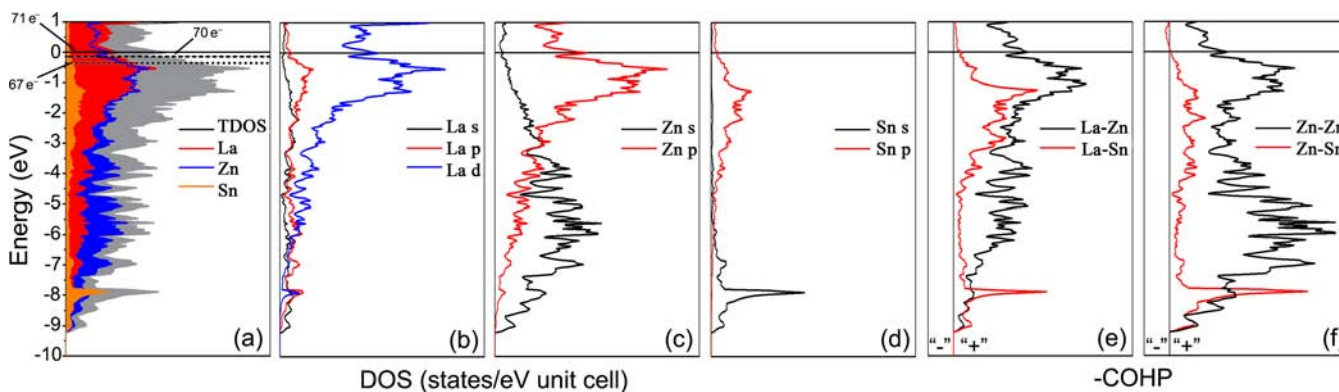 71 e⁻
70 e⁻
67 e⁻
1
0
-1
-2
-3
-4
-5
-6
-7
-8
-9
-10
Energy (eV)
TDOS
La
Zn
Sn
(a)
La s
La p
La d
(b)
Zn s
Zn p
(c)
Sn s
Sn p
(d)
La-Zn
La-Sn
"-" "+"
(e)
Zn-Zn
Zn-Sn
"-" "+"
(f)
DOS (states/eV unit cell)
-COHP